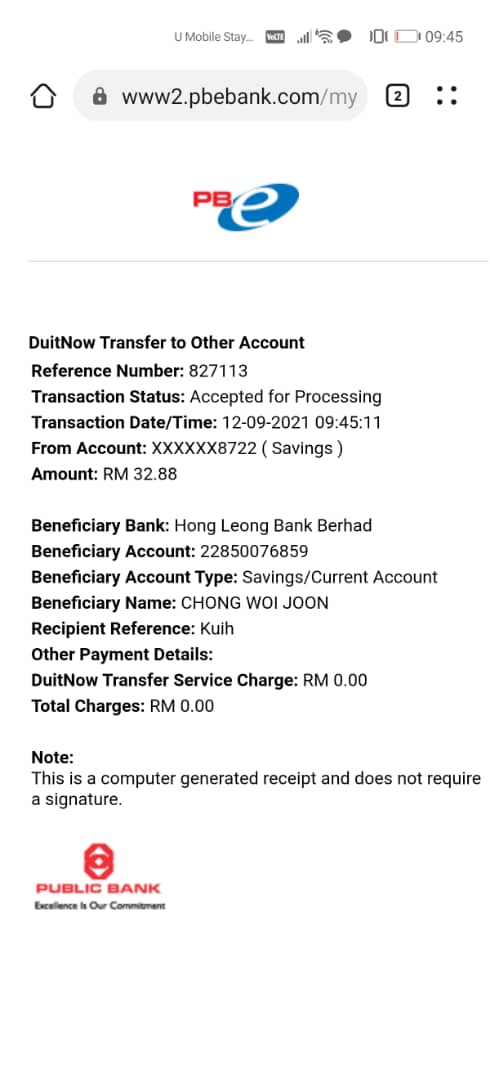 U Mobile Stay... VoLTE 09:45
www2.pbebank.com/my 2
PBe
DuitNow Transfer to Other Account
Reference Number: 827113
Transaction Status: Accepted for Processing
Transaction Date/Time: 12-09-2021 09:45:11
From Account: XXXXXX8722 ( Savings )
Amount: RM 32.88
Beneficiary Bank: Hong Leong Bank Berhad
Beneficiary Account: 22850076859
Beneficiary Account Type: Savings/Current Account
Beneficiary Name: CHONG WOI JOON
Recipient Reference: Kuih
Other Payment Details:
DuitNow Transfer Service Charge: RM 0.00
Total Charges: RM 0.00
Note:
This is a computer generated receipt and does not require
a signature.
PUBLIC BANK
Excellence Is Our Commitment